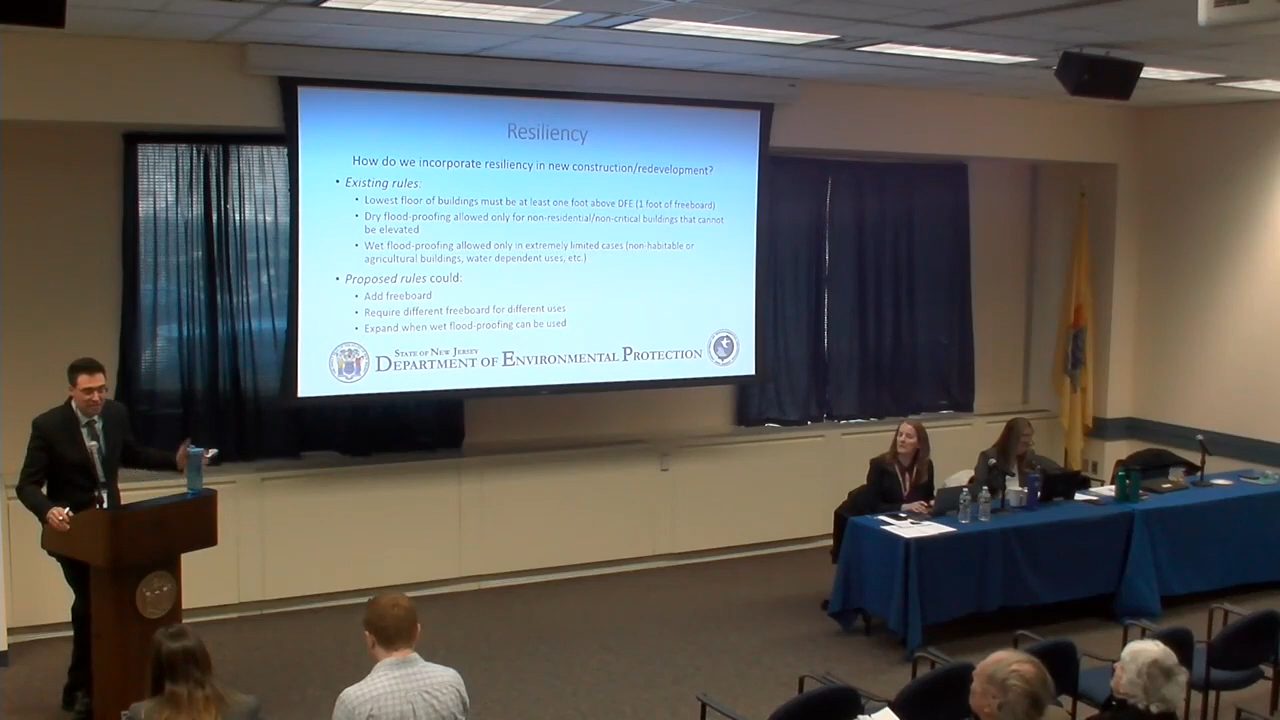 Resiliency
How do we incorporate resiliency in new construction/redevelopment?
• Existing rules:
• Lowest floor of buildings must be at least one foot above DFE (1 foot of freeboard)
• Dry flood-proofing allowed only for non-residential/non-critical buildings that cannot
be elevated
• Wet flood-proofing allowed only in extremely limited cases (non-habitable or
agricultural buildings, water dependent uses, etc.)
• Proposed rules could:
• Add freeboard
• Require different freeboard for different uses
• Expand when wet flood-proofing can be used
STATE OF NEW JERSEY
DEPARTMENT OF ENVIRONMENTAL PROTECTION